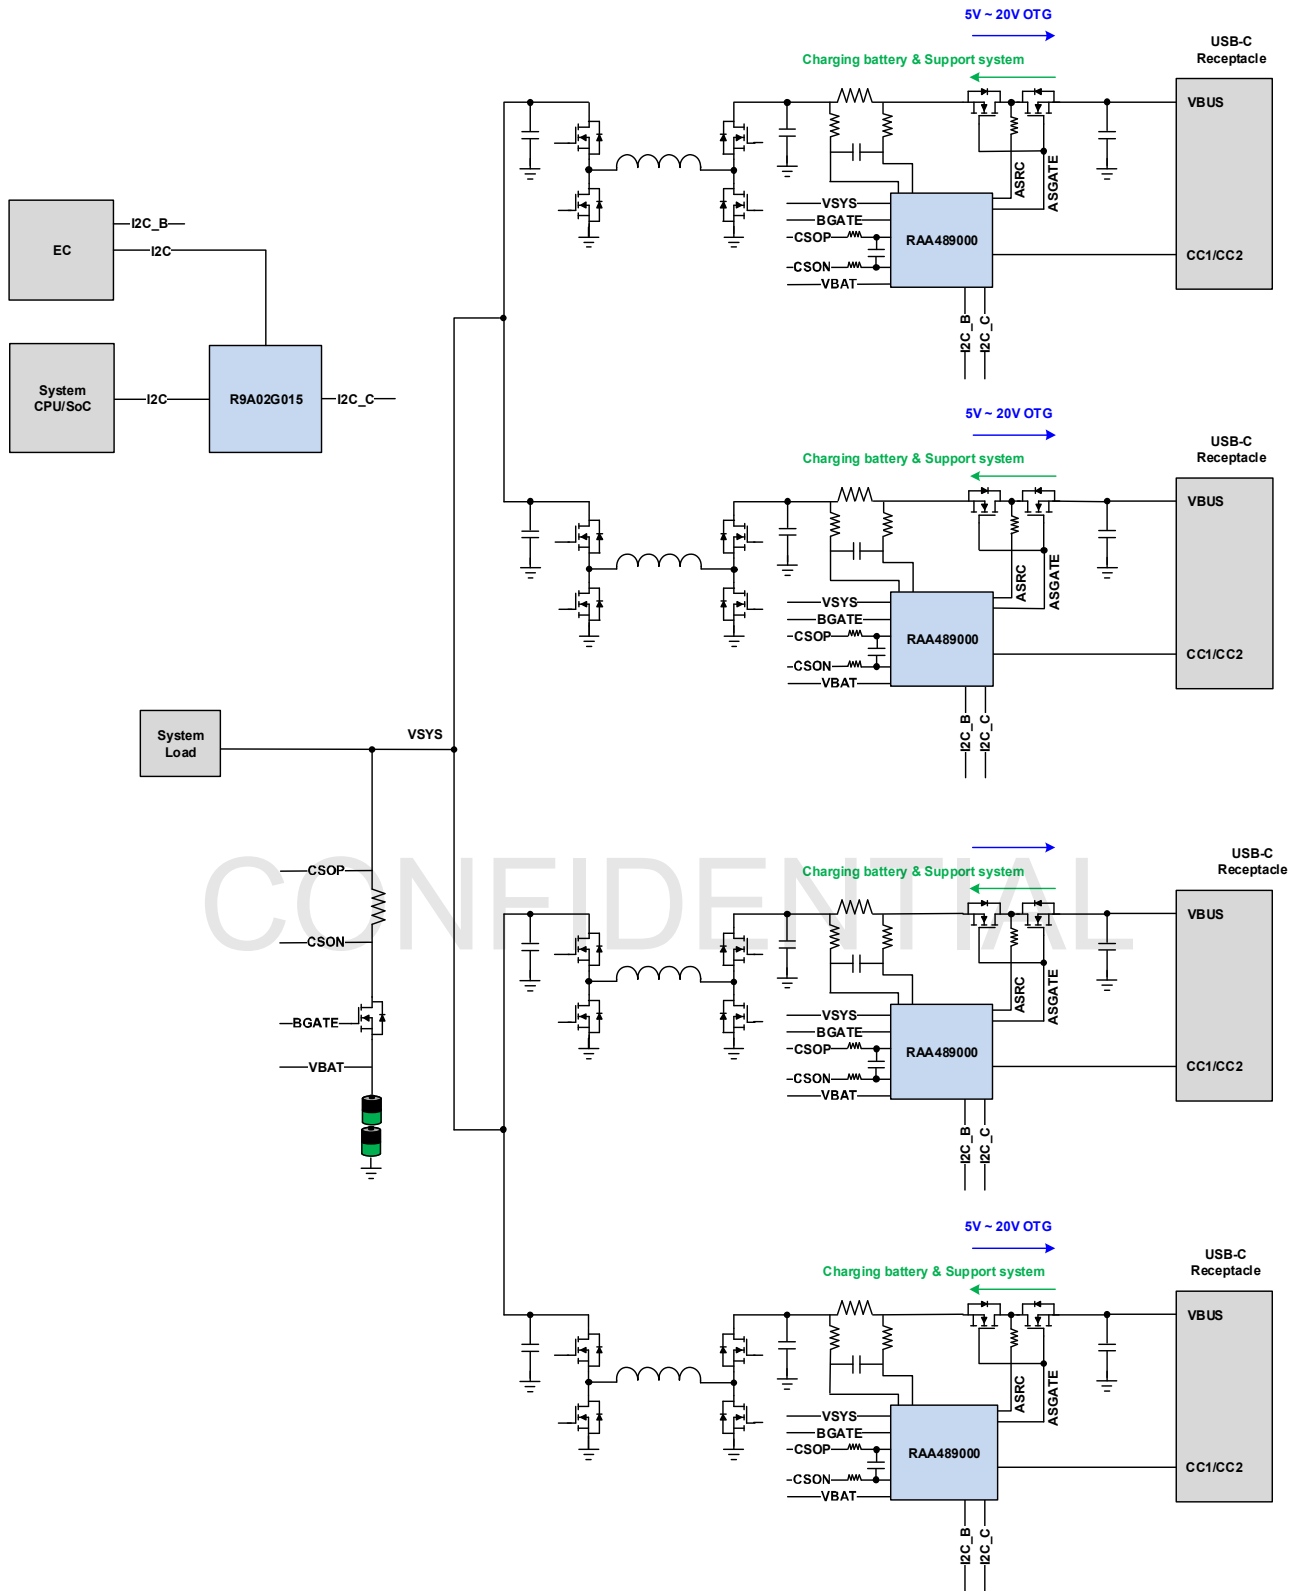 5V ~ 20V OTG
USB-C
Receptacle
Charging battery & Support system
VBUS
ASRC
ASGATE
VSYS
BGATE
CSOP
CSON
VBAT
RAA489000
CC1/CC2
I2C_B
I2C_C
EC
I2C_B
I2C
System
CPU/SoC
I2C
R9A02G015
I2C_C
5V ~ 20V OTG
USB-C
Receptacle
Charging battery & Support system
VBUS
ASRC
ASGATE
VSYS
BGATE
CSOP
CSON
VBAT
RAA489000
CC1/CC2
I2C_B
I2C_C
System
Load
VSYS
CSOP
CSON
BGATE
VBAT
CONFIDENTIAL
USB-C
Receptacle
Charging battery & Support system
VBUS
ASRC
ASGATE
VSYS
BGATE
CSOP
CSON
VBAT
RAA489000
CC1/CC2
I2C_B
I2C_C
5V ~ 20V OTG
USB-C
Receptacle
Charging battery & Support system
VBUS
ASRC
ASGATE
VSYS
BGATE
CSOP
CSON
VBAT
RAA489000
CC1/CC2
I2C_B
I2C_C